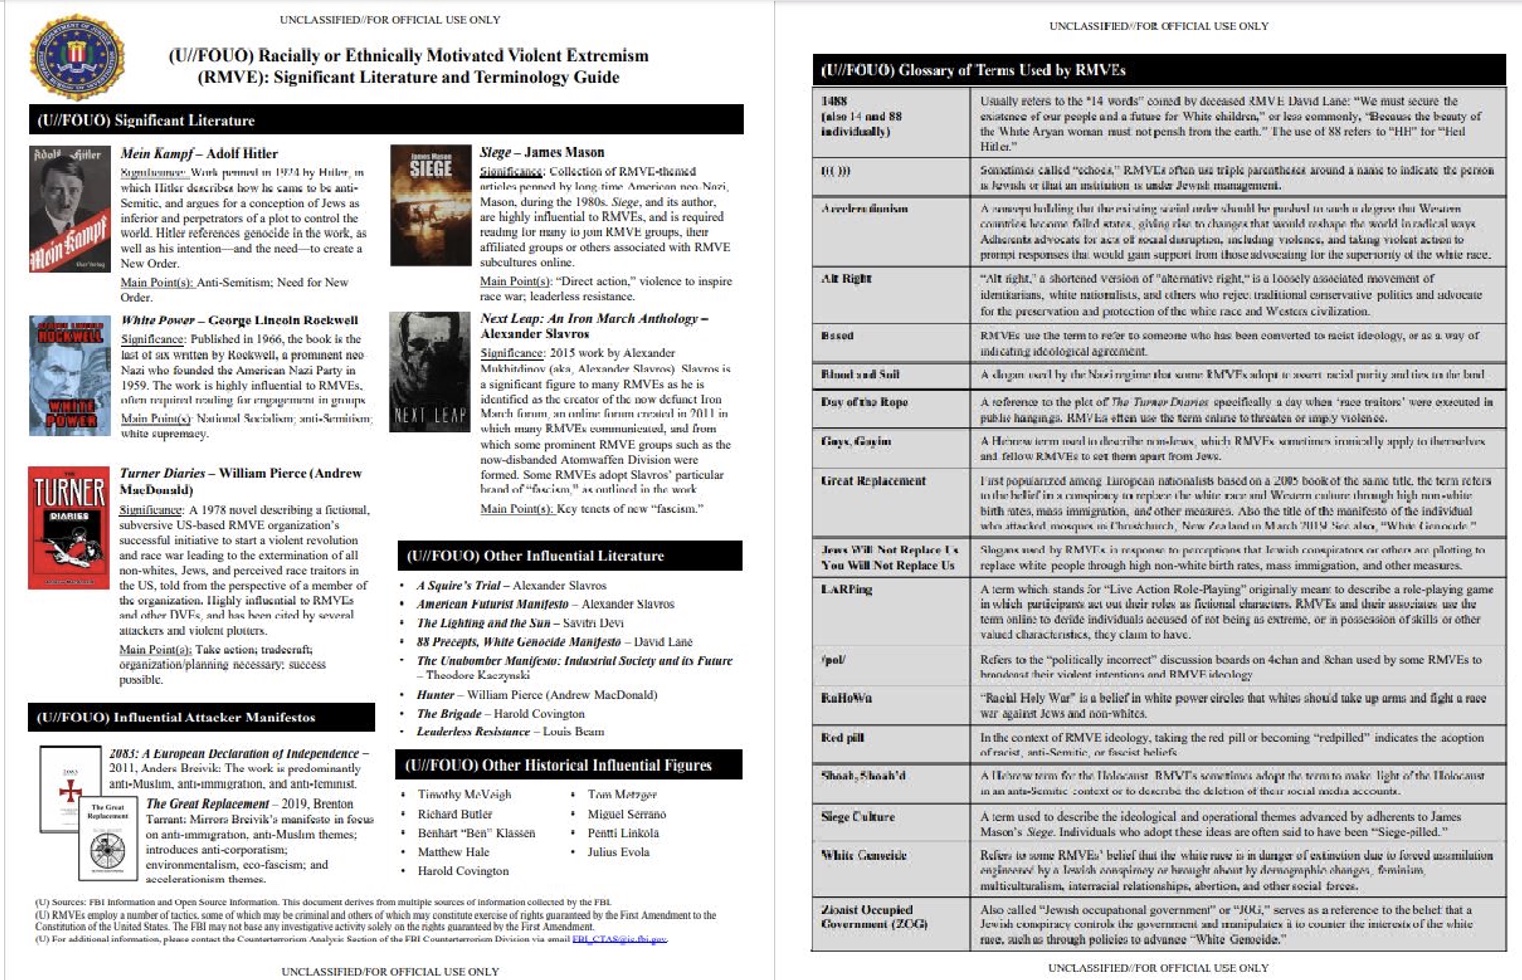 UNCLASSIFIED//FOR OFFICIAL USE ONLY
(U//FOUO) Racially or Ethnically Motivated Violent Extremism
(RMVE): Significant Literature and Terminology Guide
(U//FOUO) Significant Literature
Adolf Hitler
Mein Kampf
Mein Kampf – Adolf Hitler
Significance: Work penned in 1924 by Hitler, in
which Hitler describes how he came to be anti-
Semitic, and argues for a conception of Jews as
inferior and perpetrators of a plot to control the
world. Hitler references genocide in the work, as
well as his intention—and the need—to create a
New Order.
Main Point(s): Anti-Semitism; Need for New
Order.
ROCKWELL
WHITE
POWER
White Power – George Lincoln Rockwell
Significance: Published in 1966, the book is the
last of six written by Rockwell, a prominent neo
Nazi who founded the American Nazi Party in
1959. The work is highly influential to RMVEs,
often required reading for engagement in groups
Main Point(s): National Socialism; anti-Semitism;
white supremacy.
THE
TURNER
DIARIES
Turner Diaries – William Pierce (Andrew
MacDonald)
Significance: A 1978 novel describing a fictional,
subversive US-based RMVE organization's
successful initiative to start a violent revolution
and race war leading to the extermination of all
non-whites, Jews, and perceived race traitors in
the US, told from the perspective of a member of
the organization. Highly influential to RMVEs
and other DVEs, and has been cited by several
attackers and violent plotters.
Main Point(s): Take action; tradecraft;
organization/planning necessary; success
possible.
(U//FOUO) Influential Attacker Manifestos
2083
2083: A European Declaration of Independence –
2011, Anders Breivik: The work is predominantly
anti-Muslim, anti-immigration, and anti-feminist.
The Great
Replacement
The Great Replacement – 2019, Brenton
Tarrant: Mirrors Breivik's manifesto in focus
on anti-immigration, anti-Muslim themes;
introduces anti-corporatism;
environmentalism, eco-fascism; and
accelerationism themes.
James Mason
SIEGE
Siege – James Mason
Significance: Collection of RMVE-themed
articles penned by long-time American neo-Nazi,
Mason, during the 1980s. Siege, and its author,
are highly influential to RMVEs, and is required
reading for many to join RMVE groups, their
affiliated groups or others associated with RMVE
subcultures online.
Main Point(s): "Direct action," violence to inspire
race war; leaderless resistance.
NEXT LEAP
Next Leap: An Iron March Anthology –
Alexander Slavros
Significance: 2015 work by Alexander
Mukhitdinov (aka, Alexander Slavros). Slavros is
a significant figure to many RMVEs as he is
identified as the creator of the now defunct Iron
March forum, an online forum created in 2011 in
which many RMVEs communicated, and from
which some prominent RMVE groups such as the
now-disbanded Atomwaffen Division were
formed. Some RMVEs adopt Slavros' particular
brand of "fascism," as outlined in the work
Main Point(s): Key tenets of new "fascism."
(U//FOUO) Other Influential Literature
• A Squire's Trial – Alexander Slavros
• American Futurist Manifesto – Alexander Slavros
• The Lighting and the Sun – Savitri Devi
• 88 Precepts, White Genocide Manifesto – David Lane
• The Unabomber Manifesto: Industrial Society and its Future
– Theodore Kaczynski
• Hunter – William Pierce (Andrew MacDonald)
• The Brigade – Harold Covington
• Leaderless Resistance – Louis Beam
(U//FOUO) Other Historical Influential Figures
• Timothy McVeigh
• Richard Butler
• Benhart "Ben" Klassen
• Matthew Hale
• Harold Covington
• Tom Metzger
• Miguel Serrano
• Pentti Linkola
• Julius Evola
(U) Sources: FBI Information and Open Source Information. This document derives from multiple sources of information collected by the FBI.
(U) RMVEs employ a number of tactics, some of which may be criminal and others of which may constitute exercise of rights guaranteed by the First Amendment to the
Constitution of the United States. The FBI may not base any investigative activity solely on the rights guaranteed by the First Amendment.
(U) For additional information, please contact the Counterterrorism Analysis Section of the FBI Counterterrorism Division via email FBI_CTAS@ic.fbi.gov.
UNCLASSIFIED/FOR OFFICIAL USE ONLY
UNCLASSIFIED//FOR OFFICIAL USE ONLY
(U//FOUO) Glossary of Terms Used by RMVEs
1488
(also 14 and 88
individually)
Usually refers to the "14 words" coined by deceased RMVE David Lane: "We must secure the
existence of our people and a future for White children," or less commonly, "Because the beauty of
the White Aryan woman must not perish from the earth." The use of 88 refers to "HH" for "Heil
Hitler."
((( )))
Sometimes called "echoes," RMVEs often use triple parentheses around a name to indicate the person
is Jewish or that an institution is under Jewish management.
Accelerationism
A concept holding that the existing social order should be pushed to such a degree that Western
countries become failed states, giving rise to changes that would reshape the world in radical ways
Adherents advocate for acts of social disruption, including violence, and taking violent action to
prompt responses that would gain support from those advocating for the superiority of the white race.
Alt Right
"Alt right," a shortened version of "alternative right," is a loosely associated movement of
identitarians, white nationalists, and others who reject traditional conservative politics and advocate
for the preservation and protection of the white race and Western civilization.
Based
RMVEs use the term to refer to someone who has been converted to racist ideology, or as a way of
indicating ideological agreement.
Blood and Soil
A slogan used by the Nazi regime that some RMVEs adopt to assert racial purity and ties to the land
Day of the Rope
A reference to the plot of The Turner Diaries specifically a day when 'race traitors' were executed in
public hangings. RMVEs often use the term online to threaten or imply violence.
Goys, Goyim
A Hebrew term used to describe non-Jews, which RMVEs sometimes ironically apply to themselves
and fellow RMVEs to set them apart from Jews.
Great Replacement
First popularized among European nationalists based on a 2005 book of the same title, the term refers
to the belief in a conspiracy to replace the white race and Western culture through high non-white
birth rates, mass immigration, and other measures. Also the title of the manifesto of the individual
who attacked mosques in Christchurch, New Zealand in March 2019! See also, "White Genocide."
Jews Will Not Replace Us
You Will Not Replace Us
Slogans used by RMVEs in response to perceptions that Jewish conspirators or others are plotting to
replace white people through high non-white birth rates, mass immigration, and other measures.
LARPing
A term which stands for "Live Action Role-Playing" originally meant to describe a role-playing game
in which participants act out their roles as fictional characters. RMVEs and their associates use the
term online to deride individuals accused of not being as extreme, or in possession of skills or other
valued characteristics, they claim to have.
/pol/
Refers to the "politically incorrect" discussion boards on 4chan and 8chan used by some RMVEs to
broadcast their violent intentions and RMVE ideology
RaHoWa
"Racial Holy War" is a belief in white power circles that whites should take up arms and fight a race
war against Jews and non-whites.
Red pill
In the context of RMVE ideology, taking the red pill or becoming "redpilled" indicates the adoption
of racist, anti-Semitic, or fascist beliefs.
Shoah, Shoah'd
A Hebrew term for the Holocaust. RMVEs sometimes adopt the term to make light of the Holocaust
in an anti-Semitic context or to describe the deletion of their social media accounts.
Siege Culture
A term used to describe the ideological and operational themes advanced by adherents to James
Mason's Siege. Individuals who adopt these ideas are often said to have been "Siege-pilled."
White Genocide
Refers to some RMVEs' belief that the white race is in danger of extinction due to forced assimilation
engineered by a Jewish conspiracy or brought about by demographic changes, feminism,
multiculturalism, interracial relationships, abortion, and other social forces.
Zionist Occupied
Government (ZOG)
Also called "Jewish occupational government" or "JOG," serves as a reference to the belief that a
Jewish conspiracy controls the government and manipulates it to counter the interests of the white
race, such as through policies to advance "White Genocide."
UNCLASSIFIED//FOR OFFICIAL USE ONLY